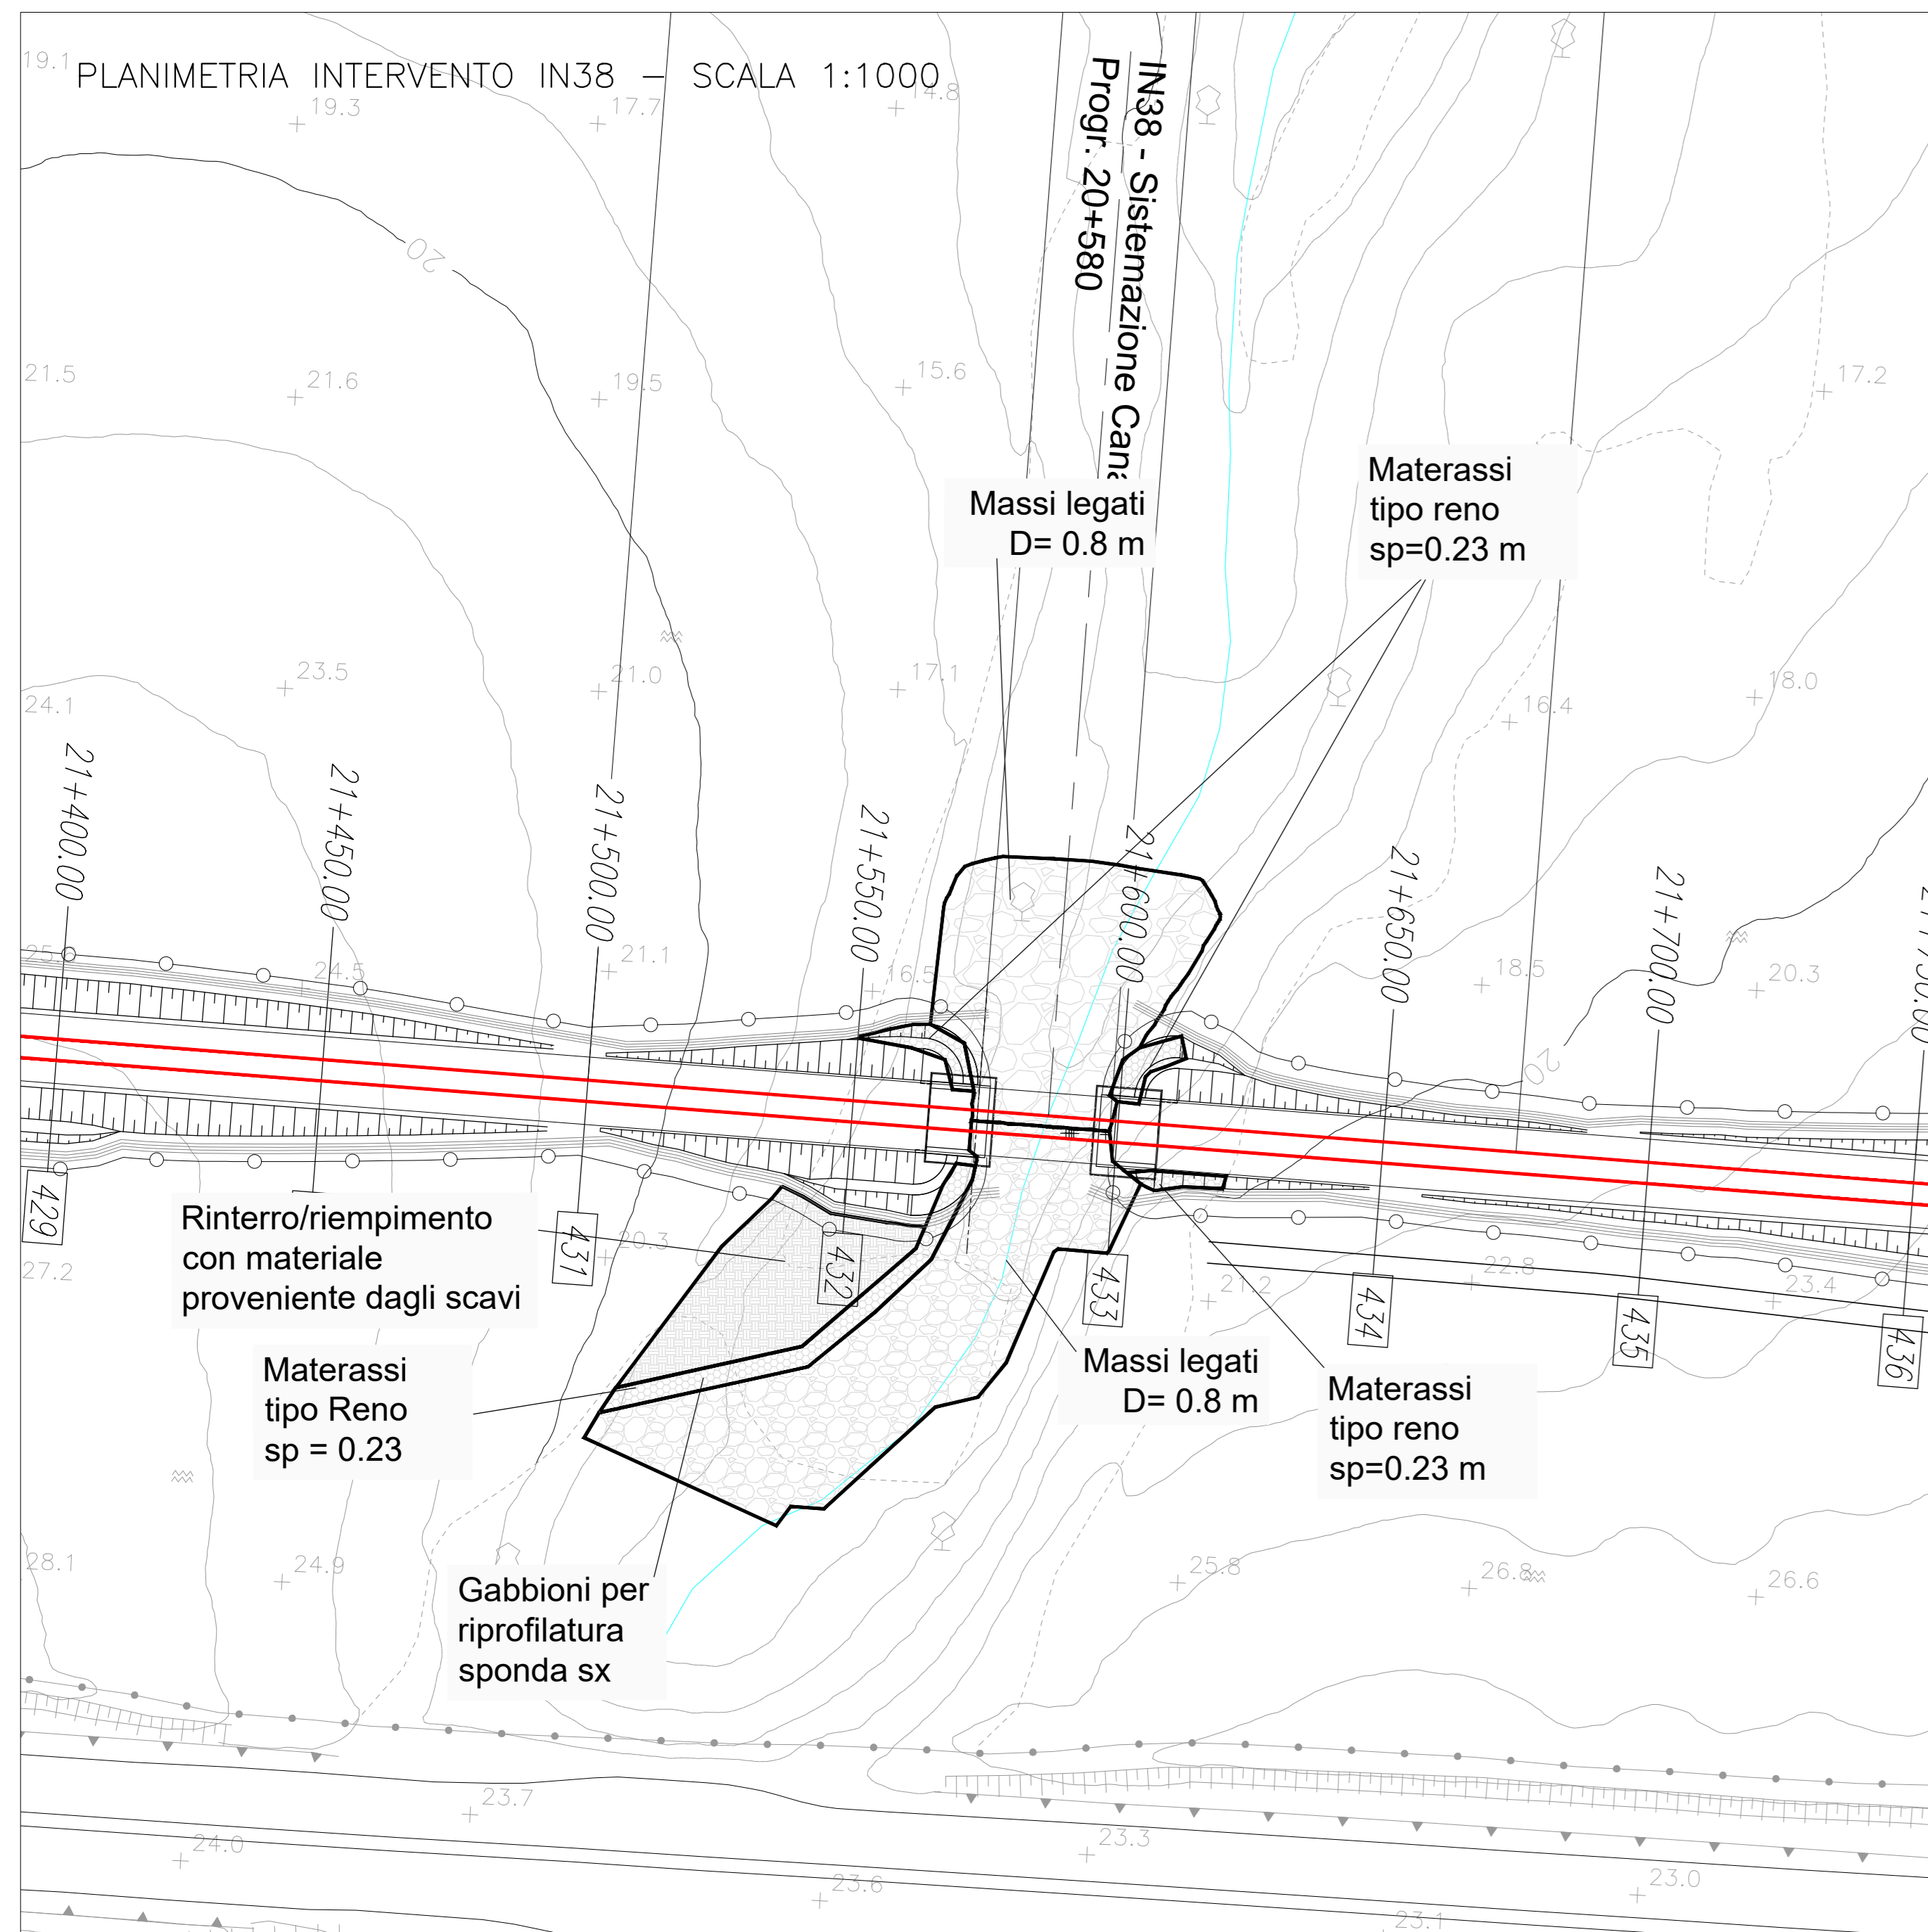 PLANIMETRIA INTERVENTO IN38 – SCALA 1:1000
19.1
19.3
17.7
14.8
IN38 - Sistemazione Cana
Progr. 20+580
20
21.5
21.6
19.5
15.6
17.2
Massi legati
D= 0.8 m
Materassi
tipo reno
sp=0.23 m
24.1
23.5
21.0
17.1
16.4
18.0
21+400.00
21+450.00
21+500.00
21+550.00
21+600.00
21+650.00
21+700.00
21+750.00
25.6
24.5
21.1
16.5
18.5
20.3
20
429
431
432
433
434
435
436
Rinterro/riempimento
con materiale
proveniente dagli scavi
20.3
27.2
21.2
22.8
23.4
Materassi
tipo Reno
sp = 0.23
Massi legati
D= 0.8 m
Materassi
tipo reno
sp=0.23 m
28.1
24.9
25.8
26.8
26.6
Gabbioni per
riprofilatura
sponda sx
23.7
24.0
23.3
23.6
23.0
23.1